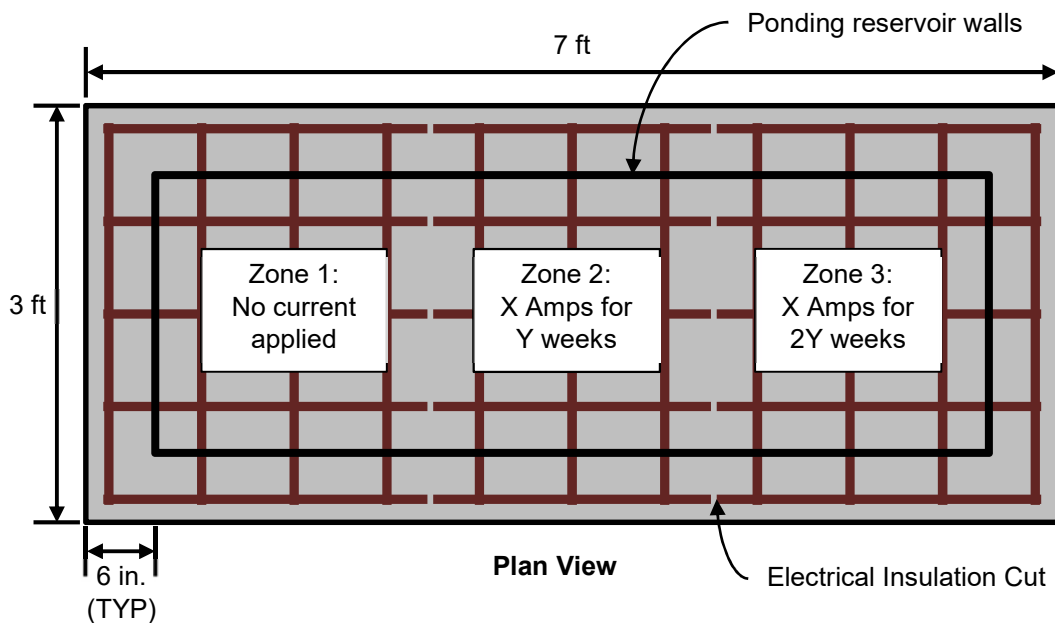 Ponding reservoir walls
7 ft
3 ft
Zone 1:
No current
applied
Zone 2:
X Amps for
Y weeks
Zone 3:
X Amps for
2Y weeks
6 in.
(TYP)
Plan View
Electrical Insulation Cut